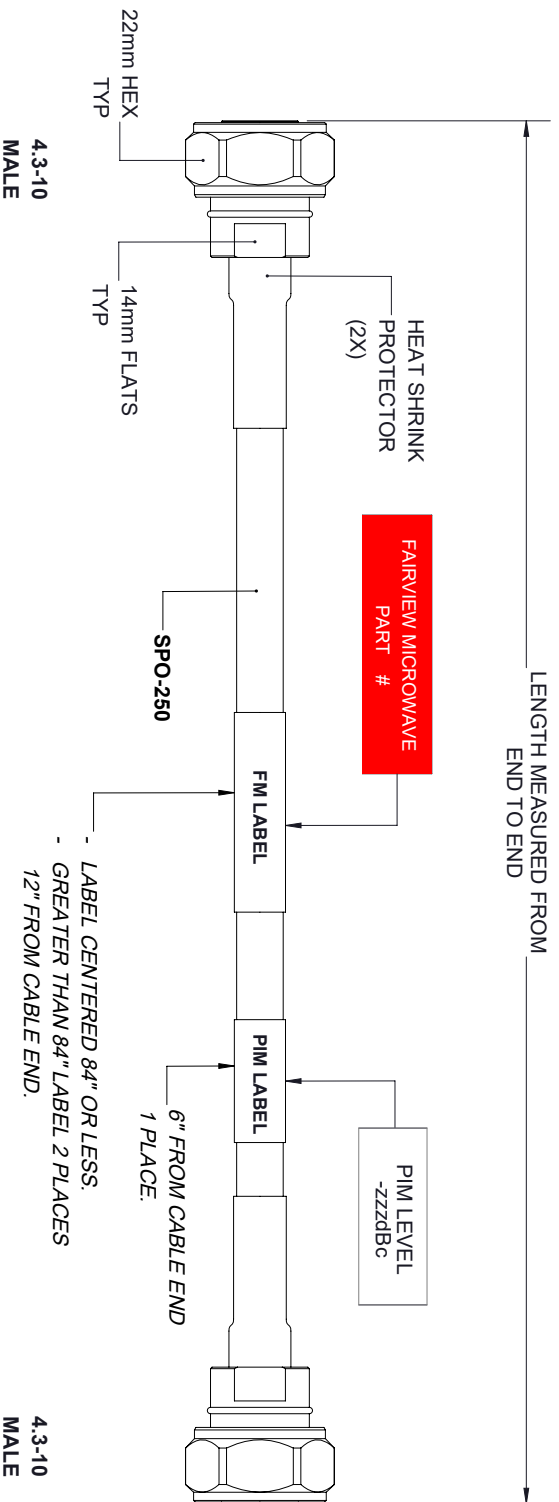 LENGTH MEASURED FROM
END TO END
FAIRVIEW MICROWAVE
PART #
PIM LEVEL
-zzzdBc
HEAT SHRINK
PROTECTOR
(2X)
FM LABEL
PIM LABEL
22mm HEX
TYP
14mm FLATS
TYP
SPO-250
6" FROM CABLE END
1 PLACE.
- LABEL CENTERED 84" OR LESS.
- GREATER THAN 84" LABEL 2 PLACES
12" FROM CABLE END.
4.3-10
MALE
4.3-10
MALE